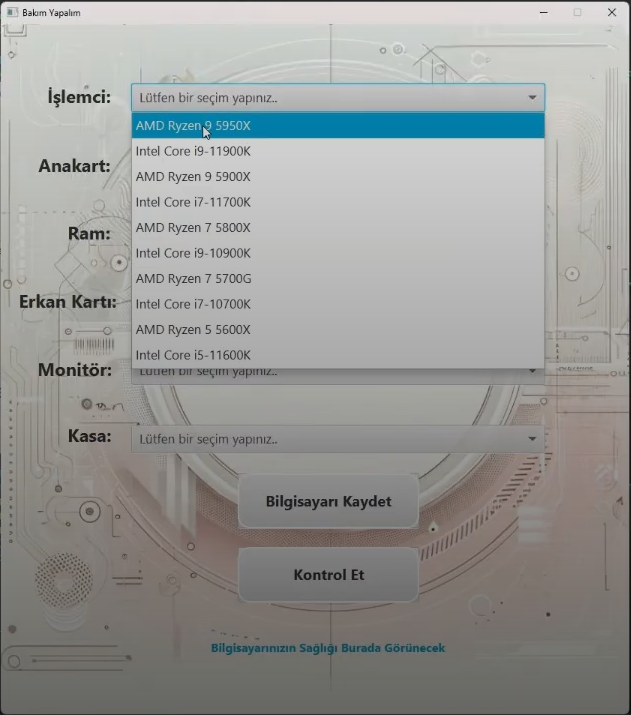 Bakım Yapalım
İşlemci:
Lütfen bir seçim yapınız..
AMD Ryzen 9 5950X
Intel Core i9-11900K
Anakart:
AMD Ryzen 9 5900X
Intel Core i7-11700K
AMD Ryzen 7 5800X
Ram:
Intel Core i9-10900K
AMD Ryzen 7 5700G
Erkan Kartı:
Intel Core i7-10700K
AMD Ryzen 5 5600X
Intel Core i5-11600K
Monitör:
Lütfen bir seçim yapınız..
Kasa:
Lütfen bir seçim yapınız..
Bilgisayarı Kaydet
Kontrol Et
Bilgisayarınızın Sağlığı Burada Görünecek